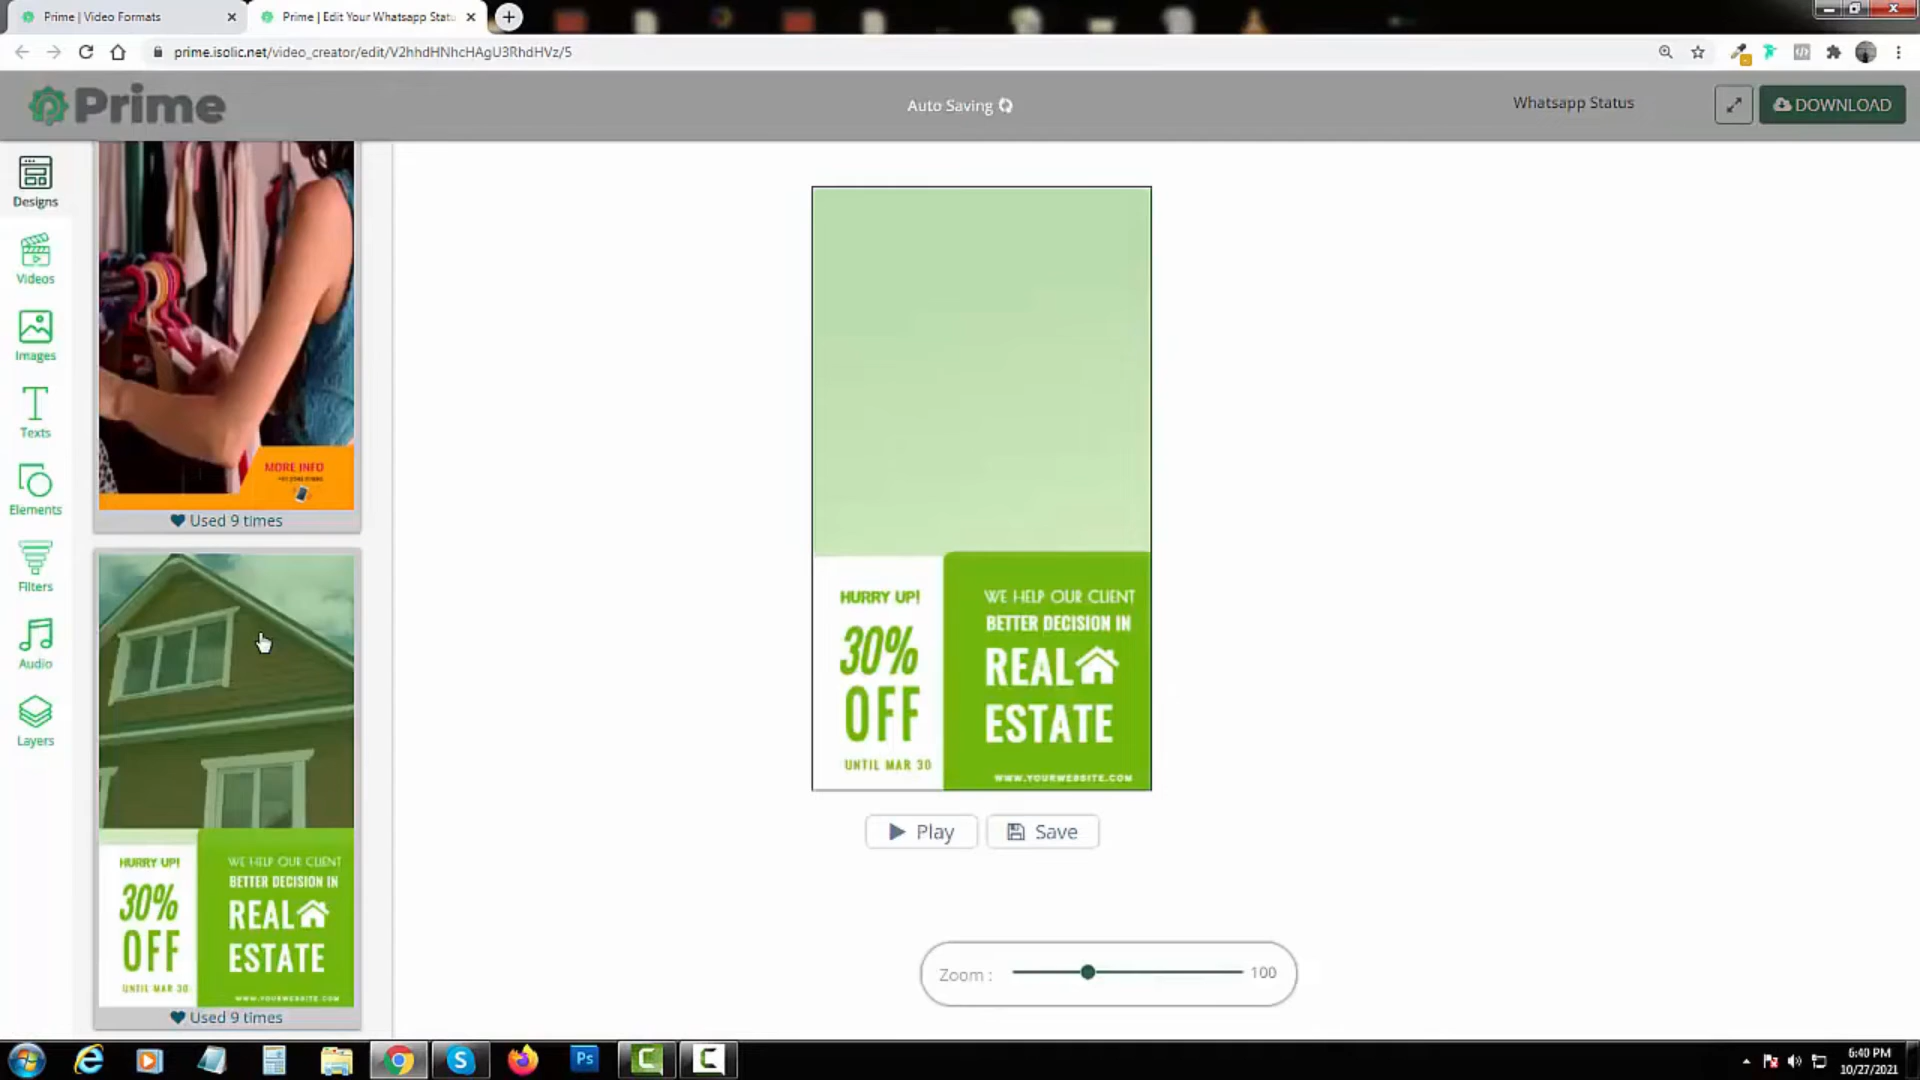 Prime | Video Formats
Prime | Edit Your Whatsapp Statu
prime.isolic.net/video_creator/edit/V2hhdHNhcHAgU3RhdHVz/5
Prime
Auto Saving
Whatsapp Status
DOWNLOAD
Designs
Videos
Images
Texts
Elements
Filters
Audio
Layers
MORE INFO
Used 9 times
HURRY UP!
30%
OFF
UNTIL MAR 30
WE HELP OUR CLIENT
BETTER DECISION IN
REAL
ESTATE
WWW.YOURWEBSITE.COM
Used 9 times
HURRY UP!
30%
OFF
UNTIL MAR 30
WE HELP OUR CLIENT
BETTER DECISION IN
REAL
ESTATE
WWW.YOURWEBSITE.COM
Play
Save
Zoom :
100
Ps
6:40 PM
10/27/2021